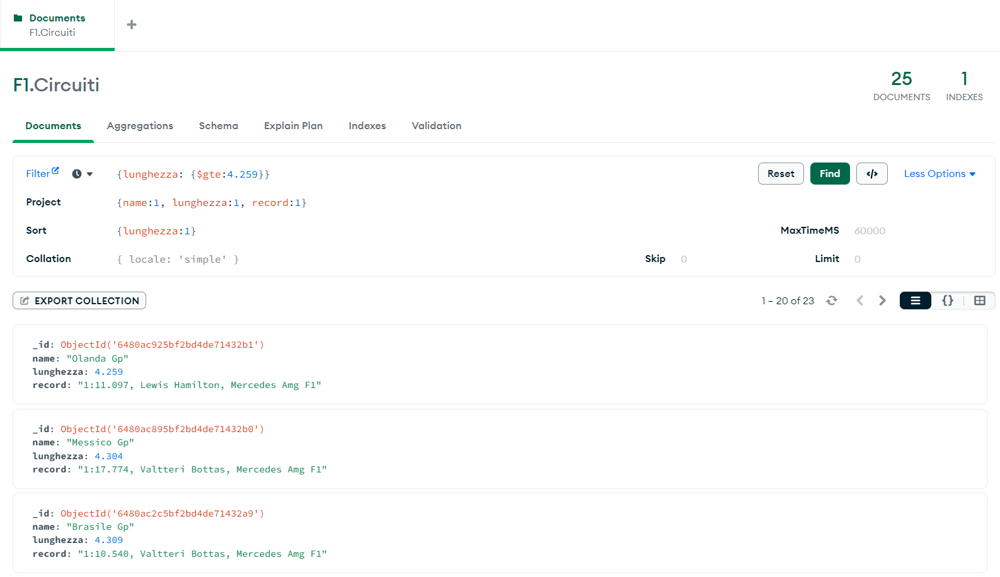 Documents
F1.Circuiti
F1.Circuiti
25
DOCUMENTS
1
INDEXES
Documents
Aggregations
Schema
Explain Plan
Indexes
Validation
Filter
{lunghezza: {$gte:4.259}}
Reset
Find
</>
Less Options
Project
{name:1, lunghezza:1, record:1}
Sort
{lunghezza:1}
MaxTimeMS
60000
Collation
{ locale: 'simple' }
Skip
0
Limit
0
EXPORT COLLECTION
1 – 20 of 23
{}
_id: ObjectId('6480ac925bf2bd4de71432b1')
name: "Olanda Gp"
lunghezza: 4.259
record: "1:11.097, Lewis Hamilton, Mercedes Amg F1"
_id: ObjectId('6480ac895bf2bd4de71432b0')
name: "Messico Gp"
lunghezza: 4.304
record: "1:17.774, Valtteri Bottas, Mercedes Amg F1"
_id: ObjectId('6480ac2c5bf2bd4de71432a9')
name: "Brasile Gp"
lunghezza: 4.309
record: "1:10.540, Valtteri Bottas, Mercedes Amg F1"